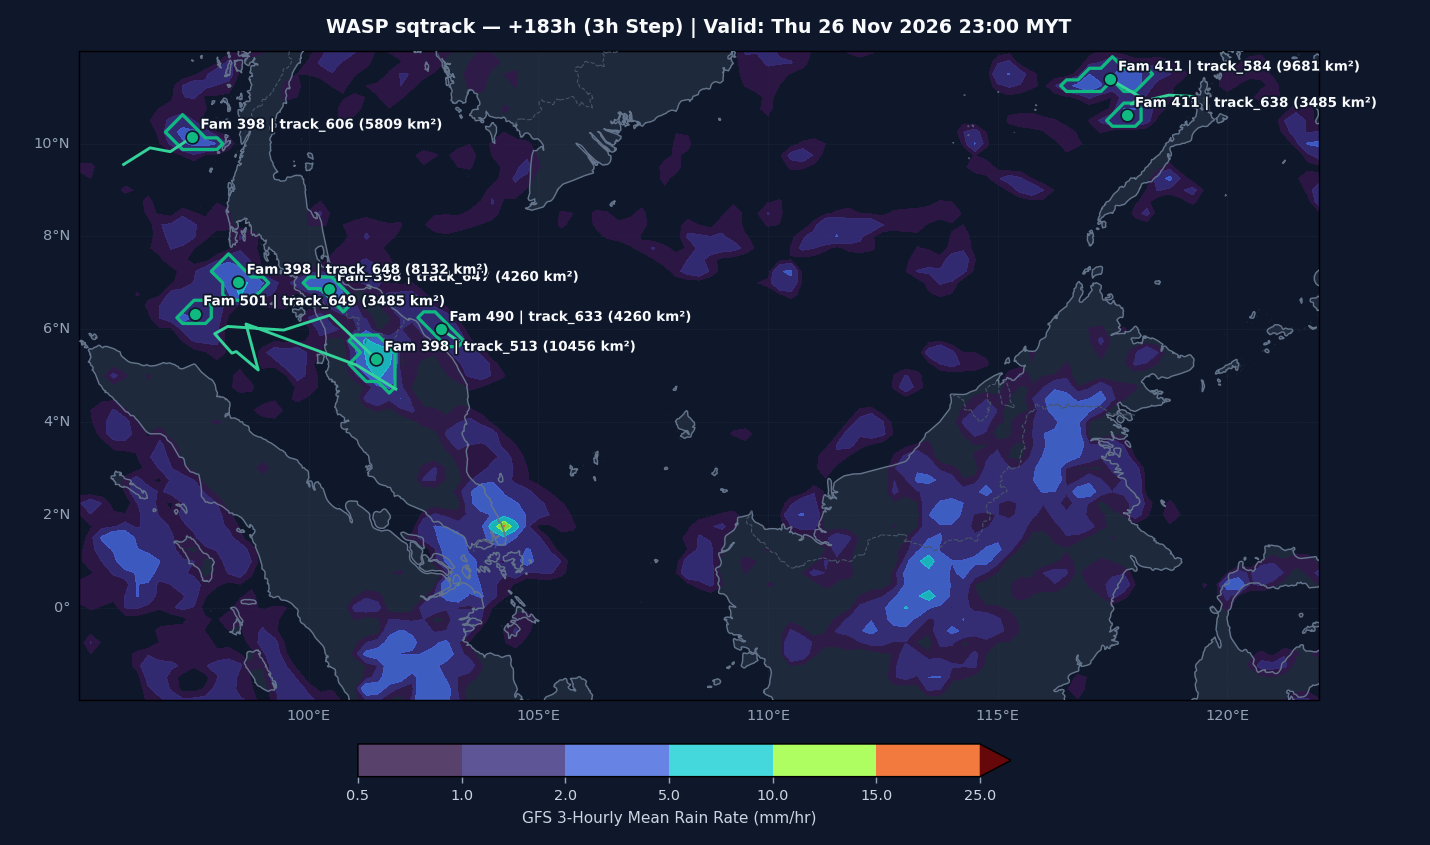 WASP sqtrack — +183h (3h Step) | Valid: Thu 26 Nov 2026 23:00 MYT
Fam 411 | track_584 (9681 km²)
Fam 411 | track_638 (3485 km²)
Fam 398 | track_606 (5809 km²)
10°N
8°N
Fam 398 | track_648 (8132 km²)
Fam 398 | track_647 (4260 km²)
Fam 501 | track_649 (3485 km²)
Fam 490 | track_633 (4260 km²)
6°N
Fam 398 | track_513 (10456 km²)
4°N
2°N
0°
100°E 105°E 110°E 115°E 120°E
0.5 1.0 2.0 5.0 10.0 15.0 25.0
GFS 3-Hourly Mean Rain Rate (mm/hr)